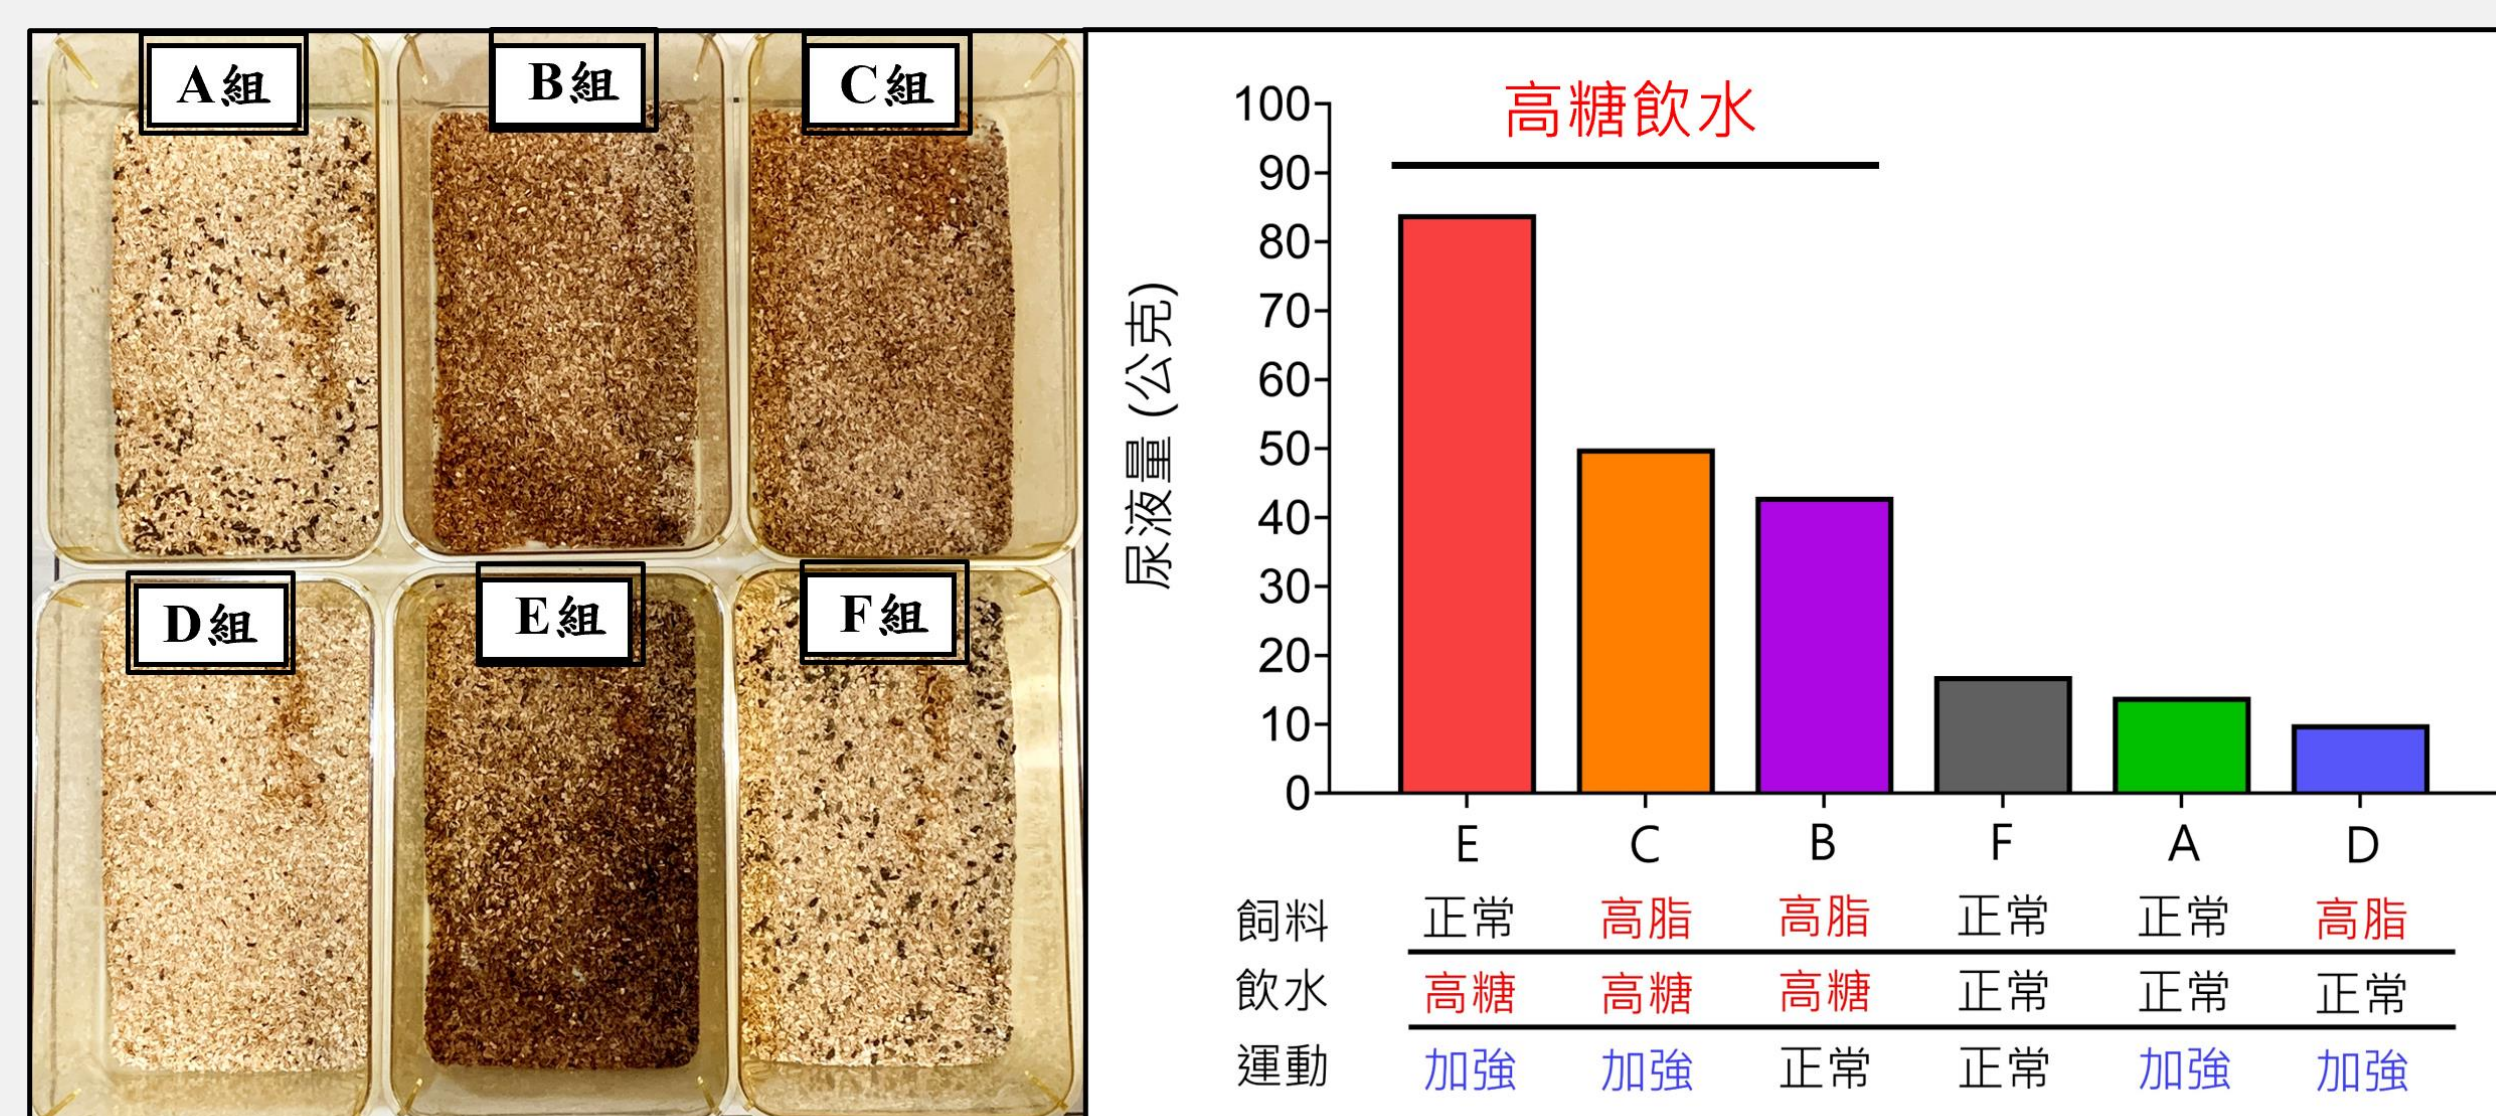 A組
B組
C組
D組
E組
F組
高糖飲水
尿液量 (公克)
100
90
80
70
60
50
40
30
20
10
0
E C B F A D
飼料 正常 高脂 高脂 正常 正常 高脂
飲水 高糖 高糖 高糖 正常 正常 正常
運動 加強 加強 正常 正常 加強 加強